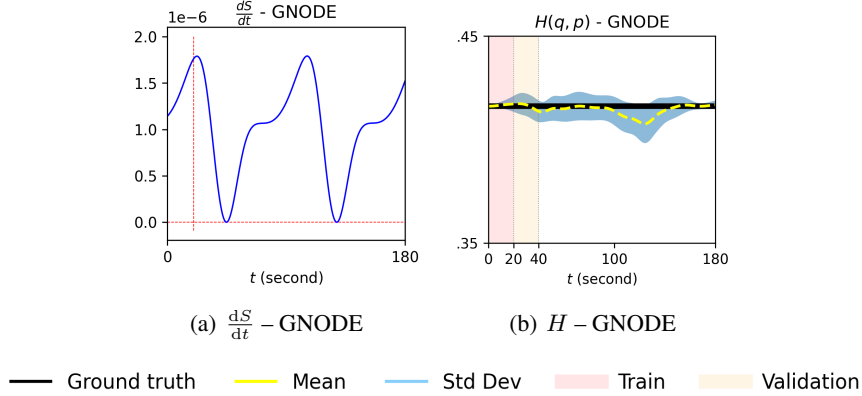 1e−6
dS/dt - GNODE
2.0
1.5
1.0
0.5
0.0
0
180
t (second)
(a) dS/dt – GNODE
H(q, p) - GNODE
.45
.35
0 20 40 100 180
t (second)
(b) H – GNODE
Ground truth Mean Std Dev Train Validation